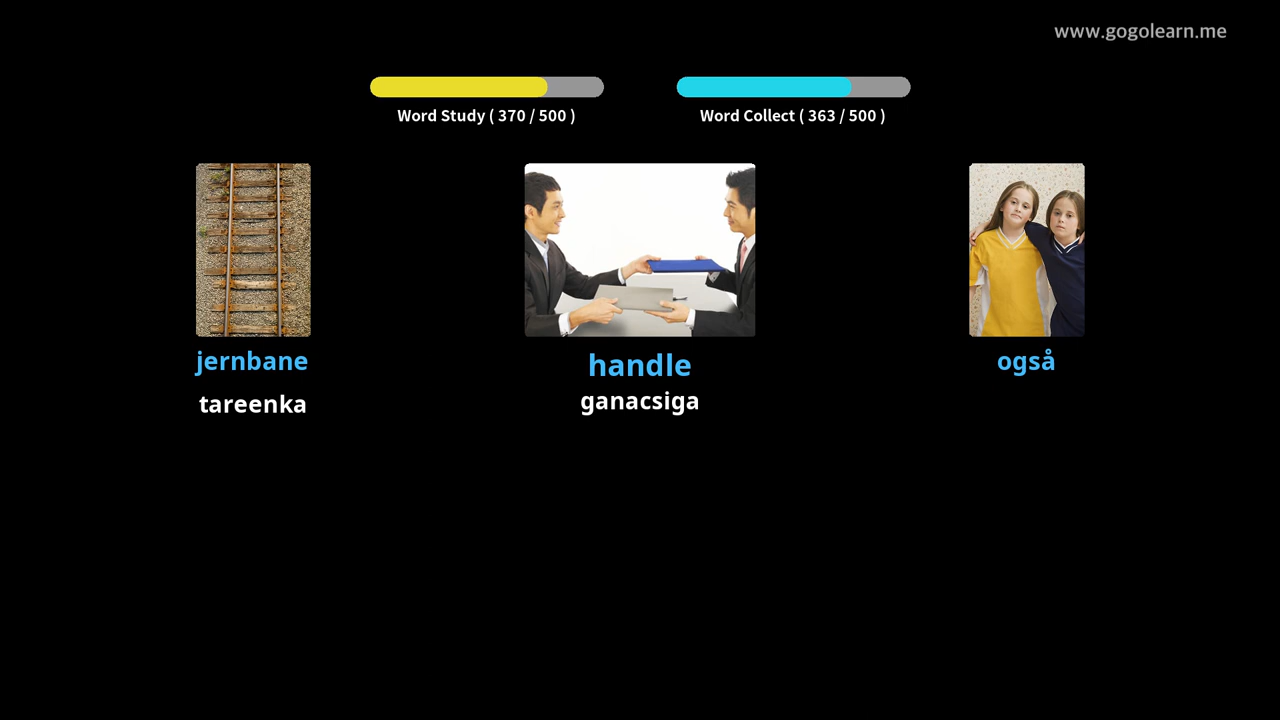 www.gogolearn.me
Word Study ( 370 / 500 )
Word Collect ( 363 / 500 )
jernbane
tareenka
handle
ganacsiga
også